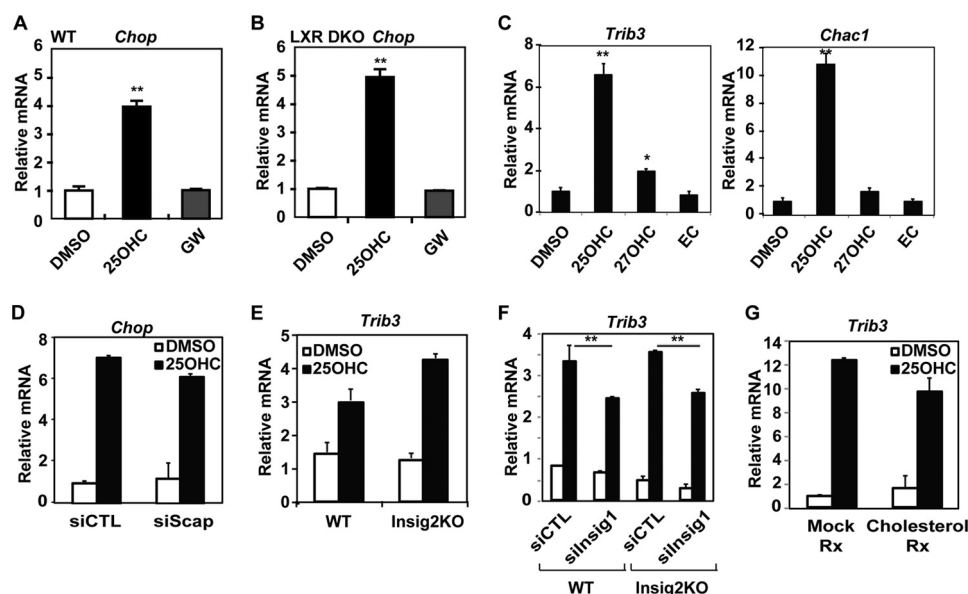 A
WT Chop
Relative mRNA
6
5
4
3
2
1
0
**
DMSO
25OHC
GW
B
LXR DKO Chop
Relative mRNA
6
5
4
3
2
1
0
**
DMSO
25OHC
GW
C
Trib3
Relative mRNA
8
6
4
2
0
**
*
DMSO
25OHC
27OHC
EC
Chac1
Relative mRNA
12
10
8
6
4
2
0
**
DMSO
25OHC
27OHC
EC
D
Chop
Relative mRNA
8
6
4
2
0
DMSO
25OHC
siCTL siScap
E
Trib3
Relative mRNA
5
4
3
2
1
0
DMSO
25OHC
WT Insig2KO
F
Trib3
Relative mRNA
4
3
2
1
0
** **
siCTL
siInsig1
siCTL
siInsig1
WT Insig2KO
G
Trib3
Relative mRNA
14
12
10
8
6
4
2
0
DMSO
25OHC
Mock Cholesterol
Rx Rx